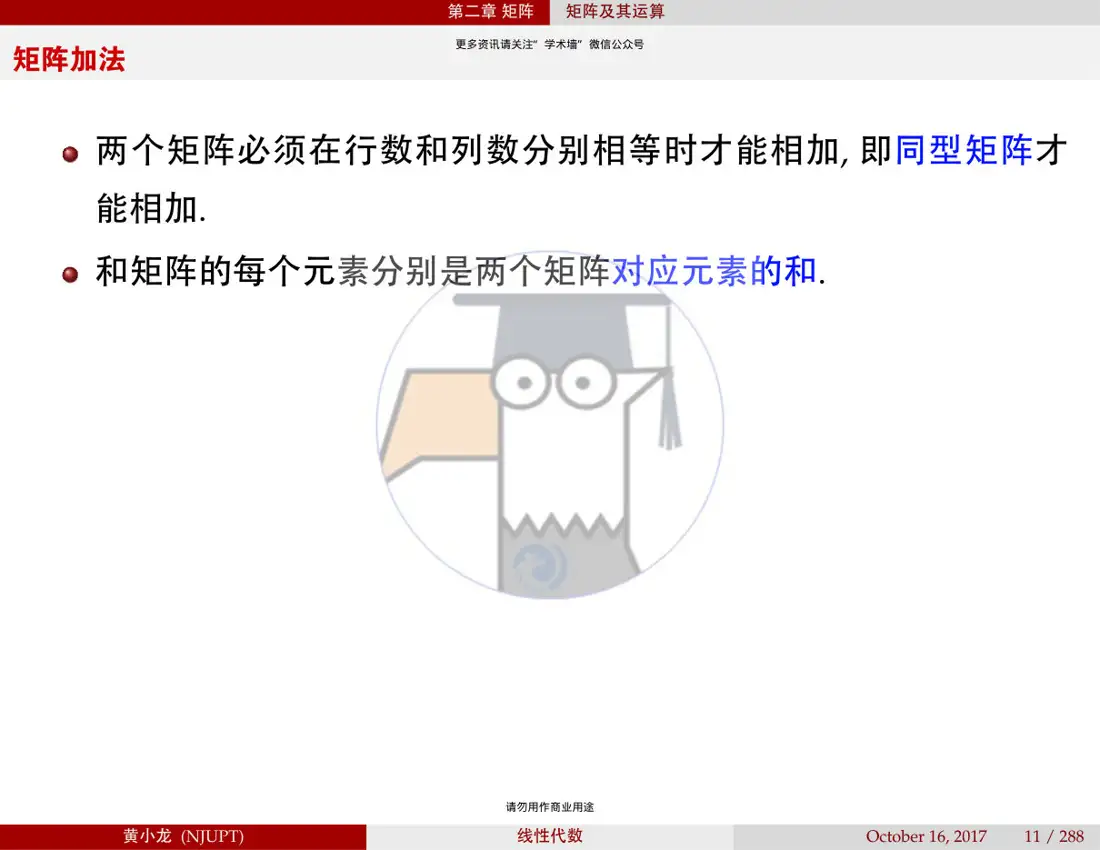 第二章 矩阵 矩阵及其运算
更多资讯请关注“学术墙”微信公众号
矩阵加法
两个矩阵必须在行数和列数分别相等时才能相加, 即同型矩阵才
能相加.
和矩阵的每个元素分别是两个矩阵对应元素的和.
请勿用作商业用途
黄小龙 (NJUPT) 线性代数 October 16, 2017 11 / 288